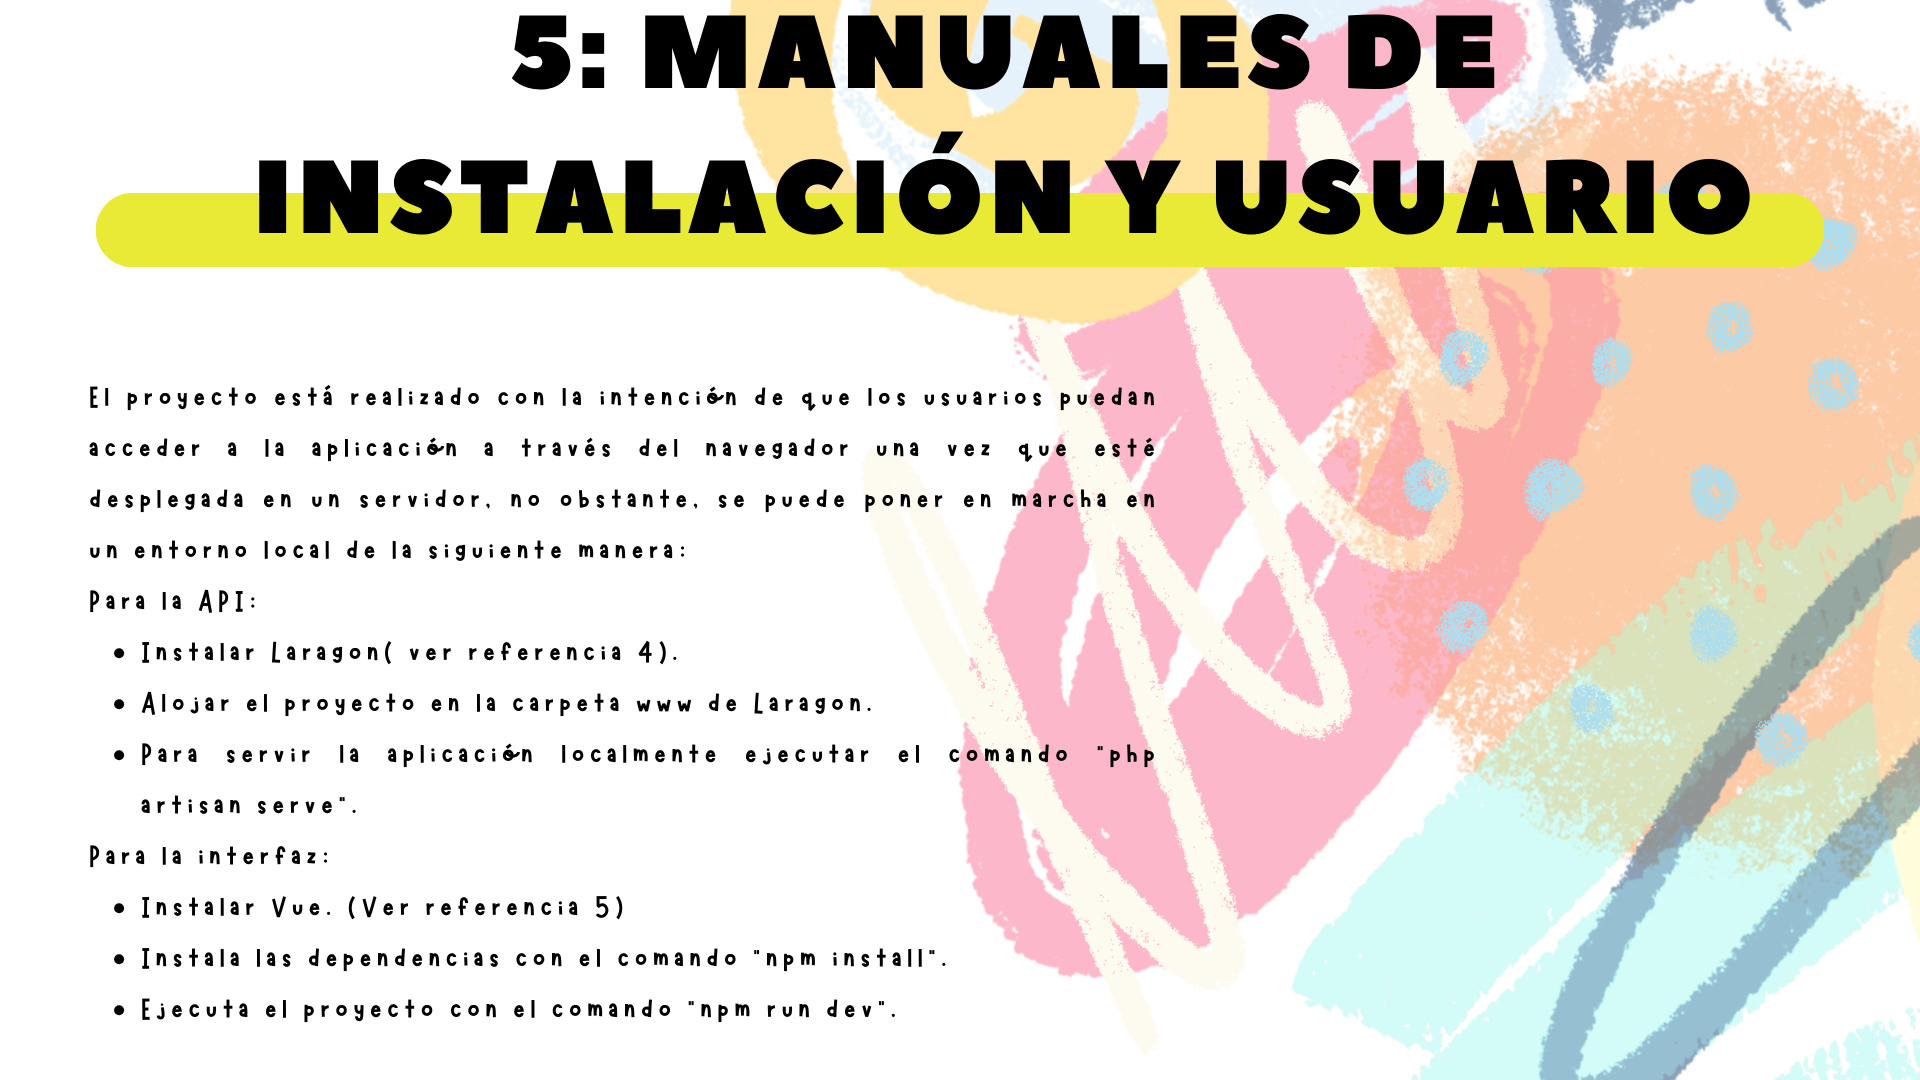 5: MANUALES DE
INSTALACIÓN Y USUARIO
El proyecto está realizado con la intención de que los usuarios puedan
acceder a la aplicación a través del navegador una vez que esté
desplegada en un servidor, no obstante, se puede poner en marcha en
un entorno local de la siguiente manera:
Para la API:
• Instalar Laragon( ver referencia 4).
• Alojar el proyecto en la carpeta www de Laragon.
• Para servir la aplicación localmente ejecutar el comando "php
artisan serve".
Para la interfaz:
• Instalar Vue. (Ver referencia 5)
• Instala las dependencias con el comando "npm install".
• Ejecuta el proyecto con el comando "npm run dev".